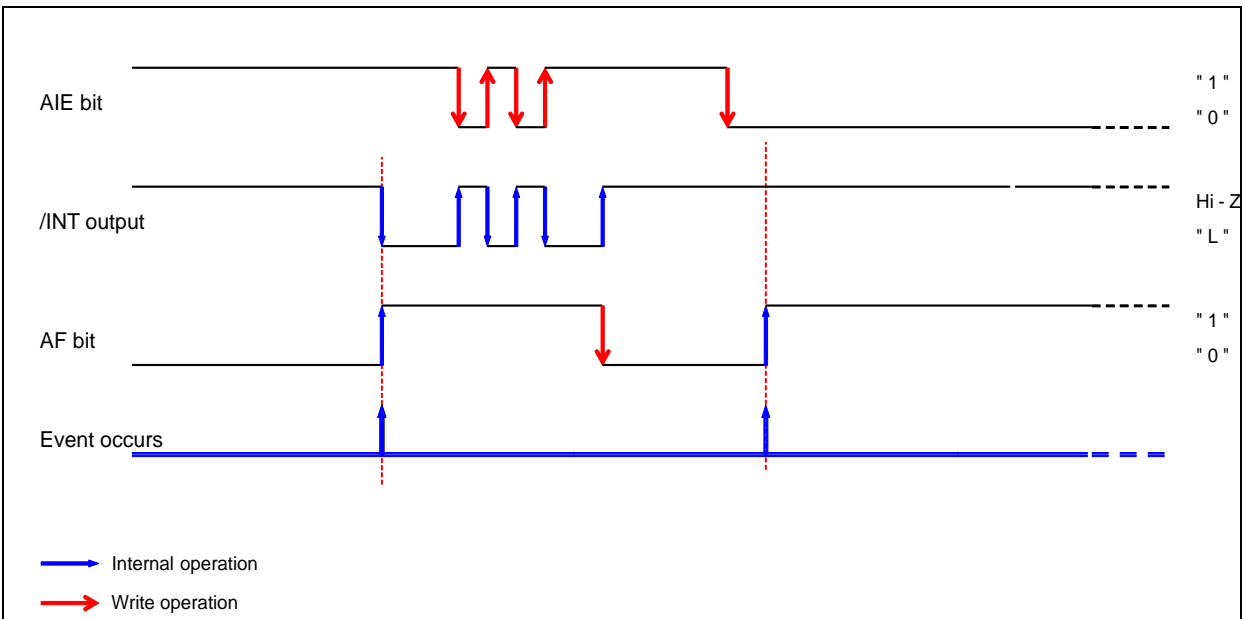 AIE bit
" 1 "
" 0 "
/INT output
Hi - Z
" L "
AF bit
" 1 "
" 0 "
Event occurs
Internal operation
Write operation